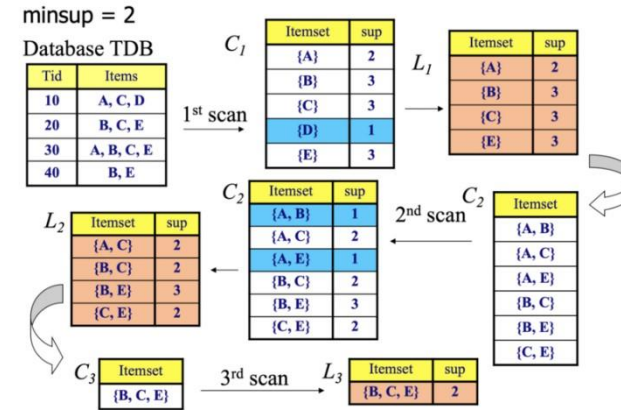 minsup = 2
Database TDB
Tid Items
10 A, C, D
20 B, C, E
30 A, B, C, E
40 B, E
1st scan
C1
Itemset sup
{A} 2
{B} 3
{C} 3
{D} 1
{E} 3
L1
Itemset sup
{A} 2
{B} 3
{C} 3
{E} 3
C2
Itemset
{A, B}
{A, C}
{A, E}
{B, C}
{B, E}
{C, E}
2nd scan
C2
Itemset sup
{A, B} 1
{A, C} 2
{A, E} 1
{B, C} 2
{B, E} 3
{C, E} 2
L2
Itemset sup
{A, C} 2
{B, C} 2
{B, E} 3
{C, E} 2
C3
Itemset
{B, C, E}
3rd scan
L3
Itemset sup
{B, C, E} 2